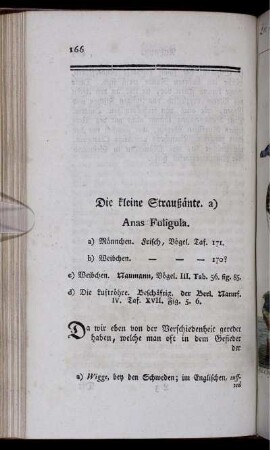 166
Die kleine Straußänte. a)
Anas Fuligula.
a) Männchen. Frisch, Vögel. Taf. 171.
b) Weibchen. — — — 170?
c) Weibchen. Naumann, Vögel. III. Tab. 56. fig. 85.
d) Die Luftröhre. Beschäftig. der Berl. Naturf.
IV. Taf. XVII. Fig. 5. 6.
Da wir eben von der Verschiedenheit geredet
haben, welche man oft in dem Gefieder
der
a) Wigge, bey den Schweden; im Englischen,